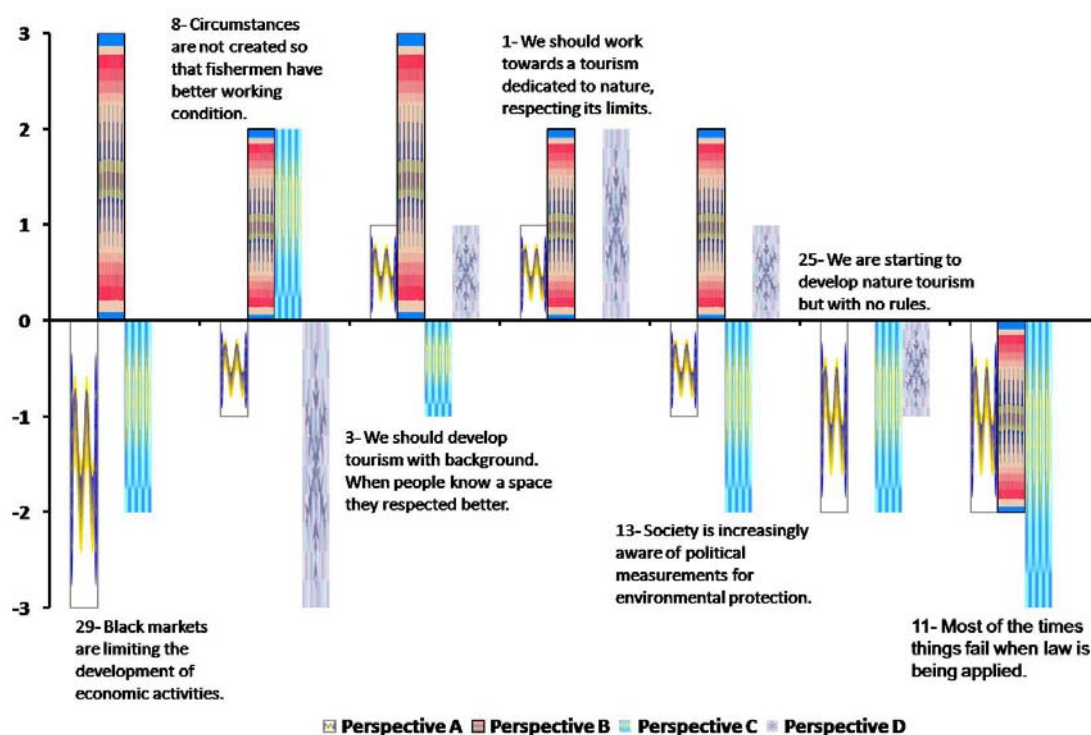 8- Circumstances
are not created so
that fishermen have
better working
condition.
1- We should work
towards a tourism
dedicated to nature,
respecting its limits.
25- We are starting to
develop nature tourism
but with no rules.
3
2
1
0
-1
-2
-3
3- We should develop
tourism with background.
When people know a space
they respected better.
13- Society is increasingly
aware of political
measurements for
environmental protection.
29- Black markets
are limiting the
development of
economic activities.
11- Most of the times
things fail when law is
being applied.
Perspective A Perspective B Perspective C Perspective D